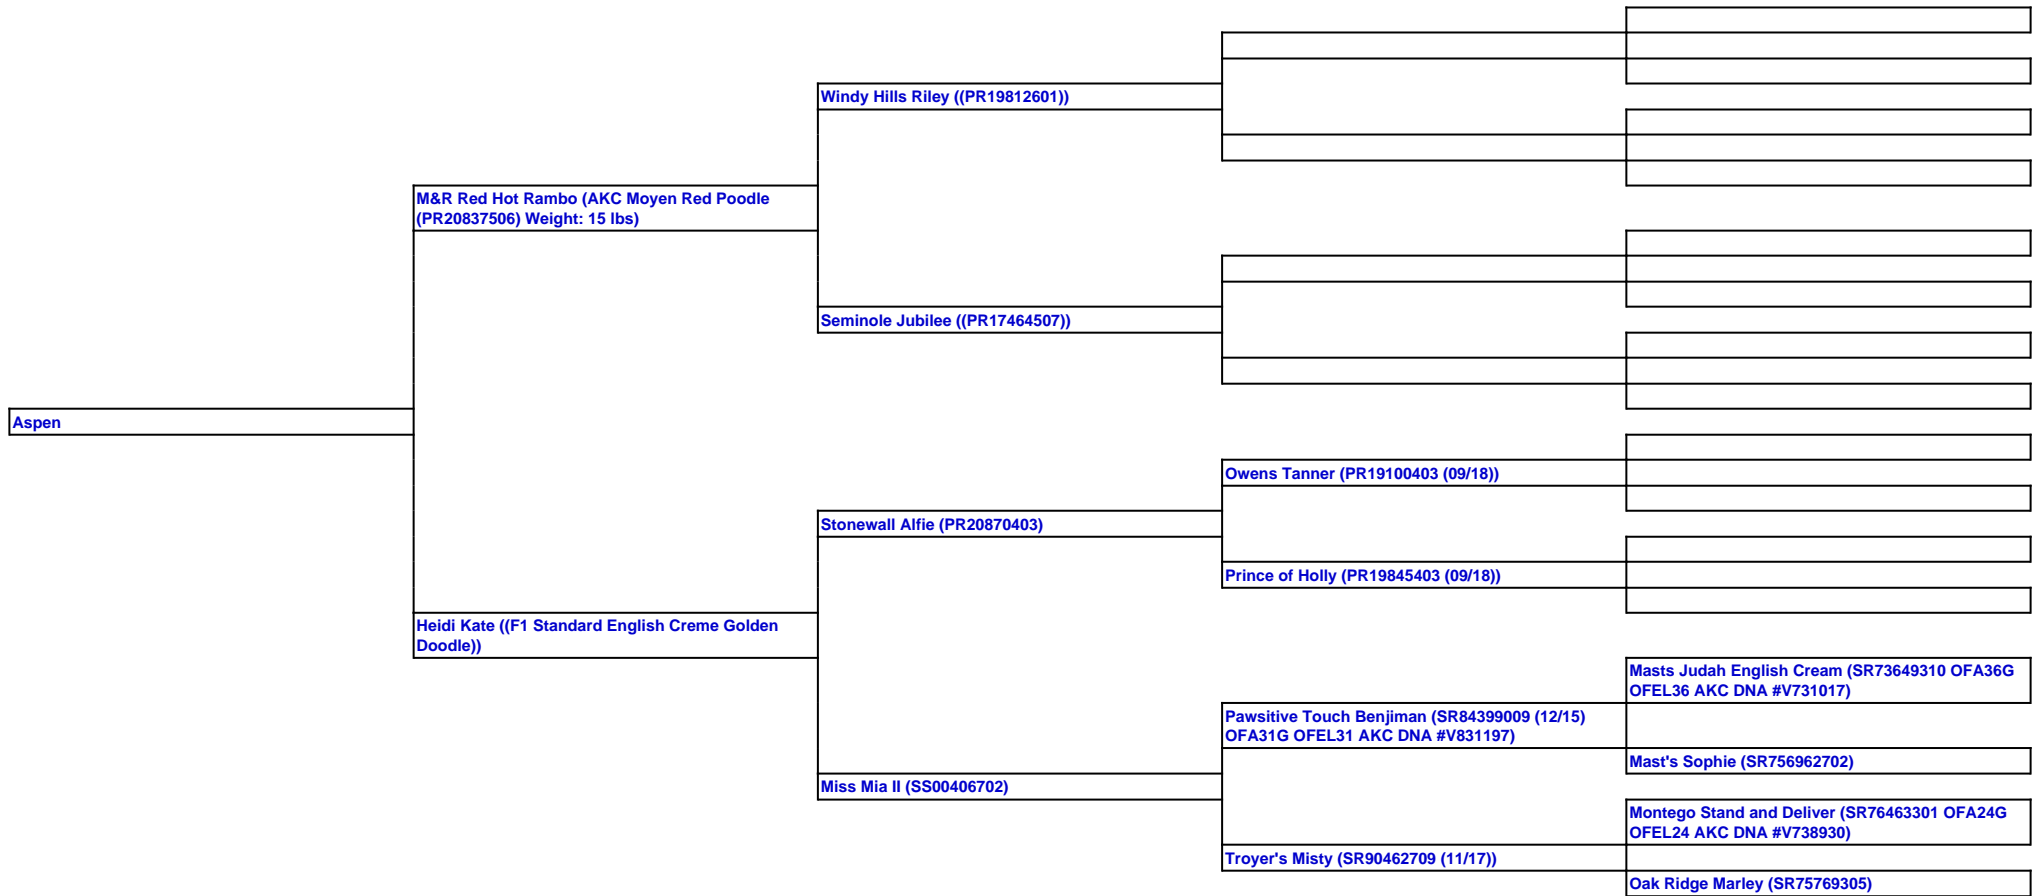 Aspen
M&R Red Hot Rambo (AKC Moyen Red Poodle
(PR20837506) Weight: 15 lbs)
Heidi Kate ((F1 Standard English Creme Golden
Doodle))
Windy Hills Riley ((PR19812601))
Seminole Jubilee ((PR17464507))
Stonewall Alfie (PR20870403)
Miss Mia II (SS00406702)
Owens Tanner (PR19100403 (09/18))
Prince of Holly (PR19845403 (09/18))
Pawsitive Touch Benjiman (SR84399009 (12/15)
OFA31G OFEL31 AKC DNA #V831197)
Troyer's Misty (SR90462709 (11/17))
Masts Judah English Cream (SR73649310 OFA36G
OFEL36 AKC DNA #V731017)
Mast's Sophie (SR756962702)
Montego Stand and Deliver (SR76463301 OFA24G
OFEL24 AKC DNA #V738930)
Oak Ridge Marley (SR75769305)